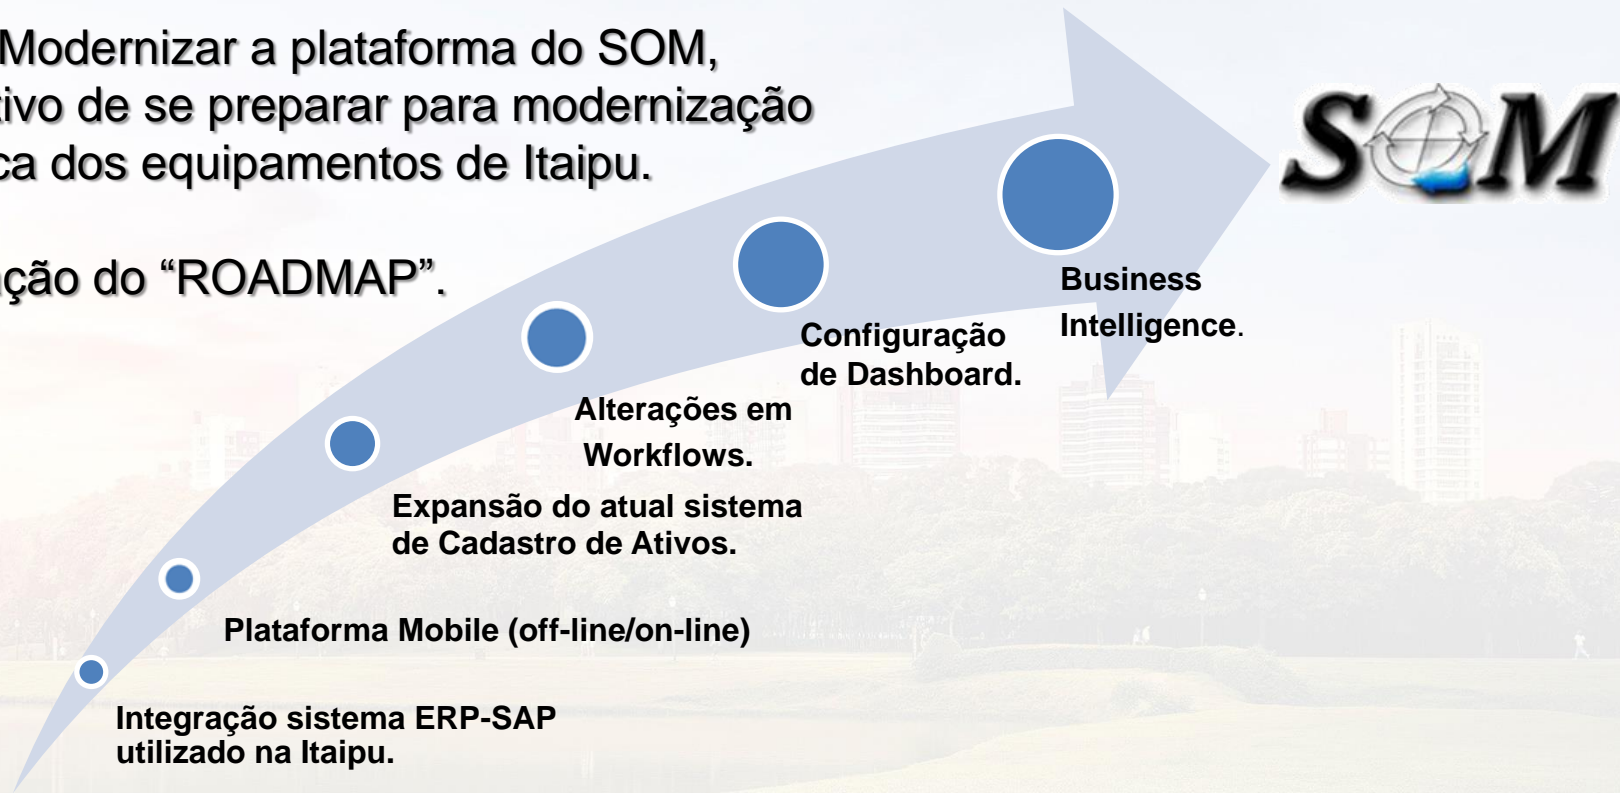 Modernizar a plataforma do SOM,
tivo de se preparar para modernização
ca dos equipamentos de Itaipu.
ção do “ROADMAP”.
SOM
Business
Intelligence.
Configuração
de Dashboard.
Alterações em
Workflows.
Expansão do atual sistema
de Cadastro de Ativos.
Plataforma Mobile (off-line/on-line)
Integração sistema ERP-SAP
utilizado na Itaipu.